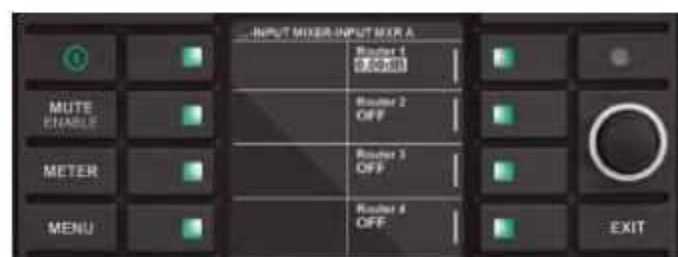 ...-INPUT MIXER-INPUT MXR A
Router 1
0.00dB
MUTE
ENABLE
Router 2
OFF
METER
Router 3
OFF
MENU
Router 4
OFF
EXIT